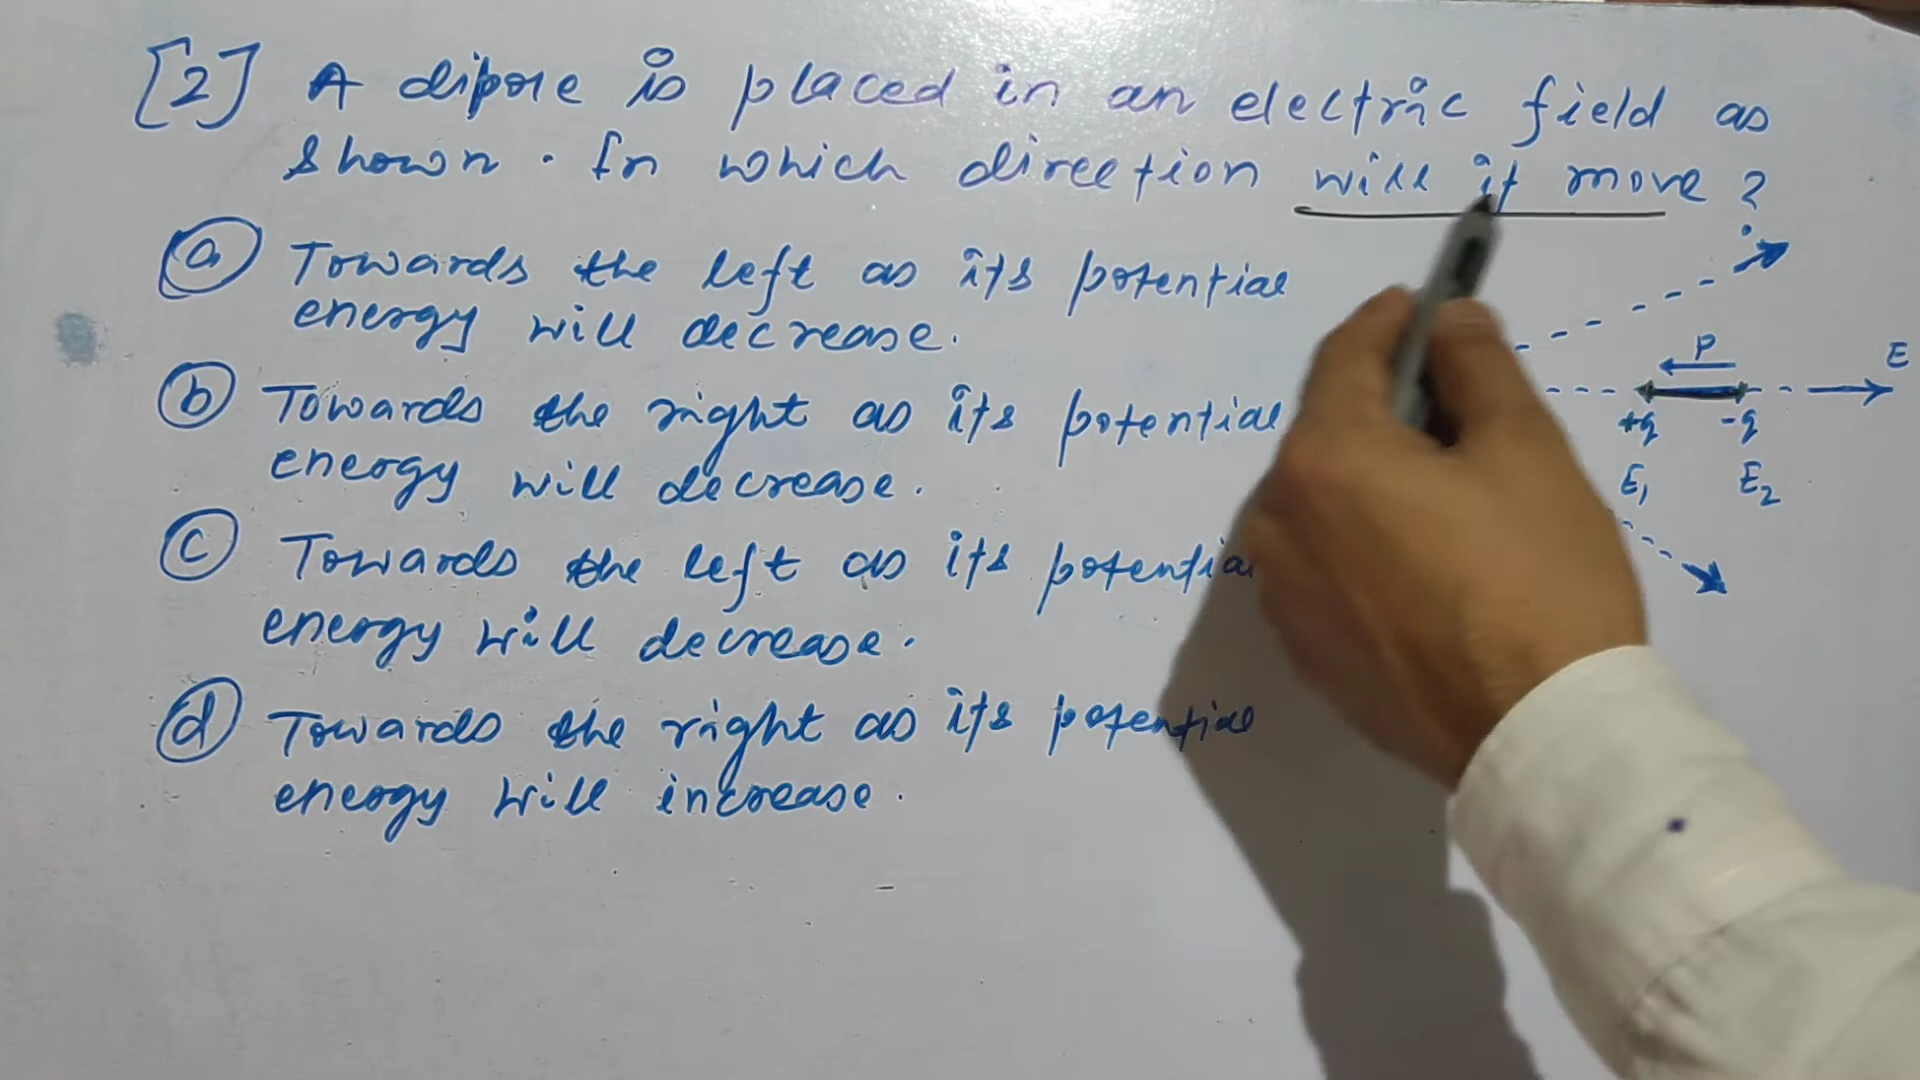 [2] A dipole is placed in an electric field as
shown. In which direction will it move?
(a) Towards the left as its potential
energy will decrease.
(b) Towards the right as its potential
energy will decrease.
(c) Towards the left as its potential
energy will decrease.
(d) Towards the right as its potential
energy will increase.
P
E
+q -q
E1 E2